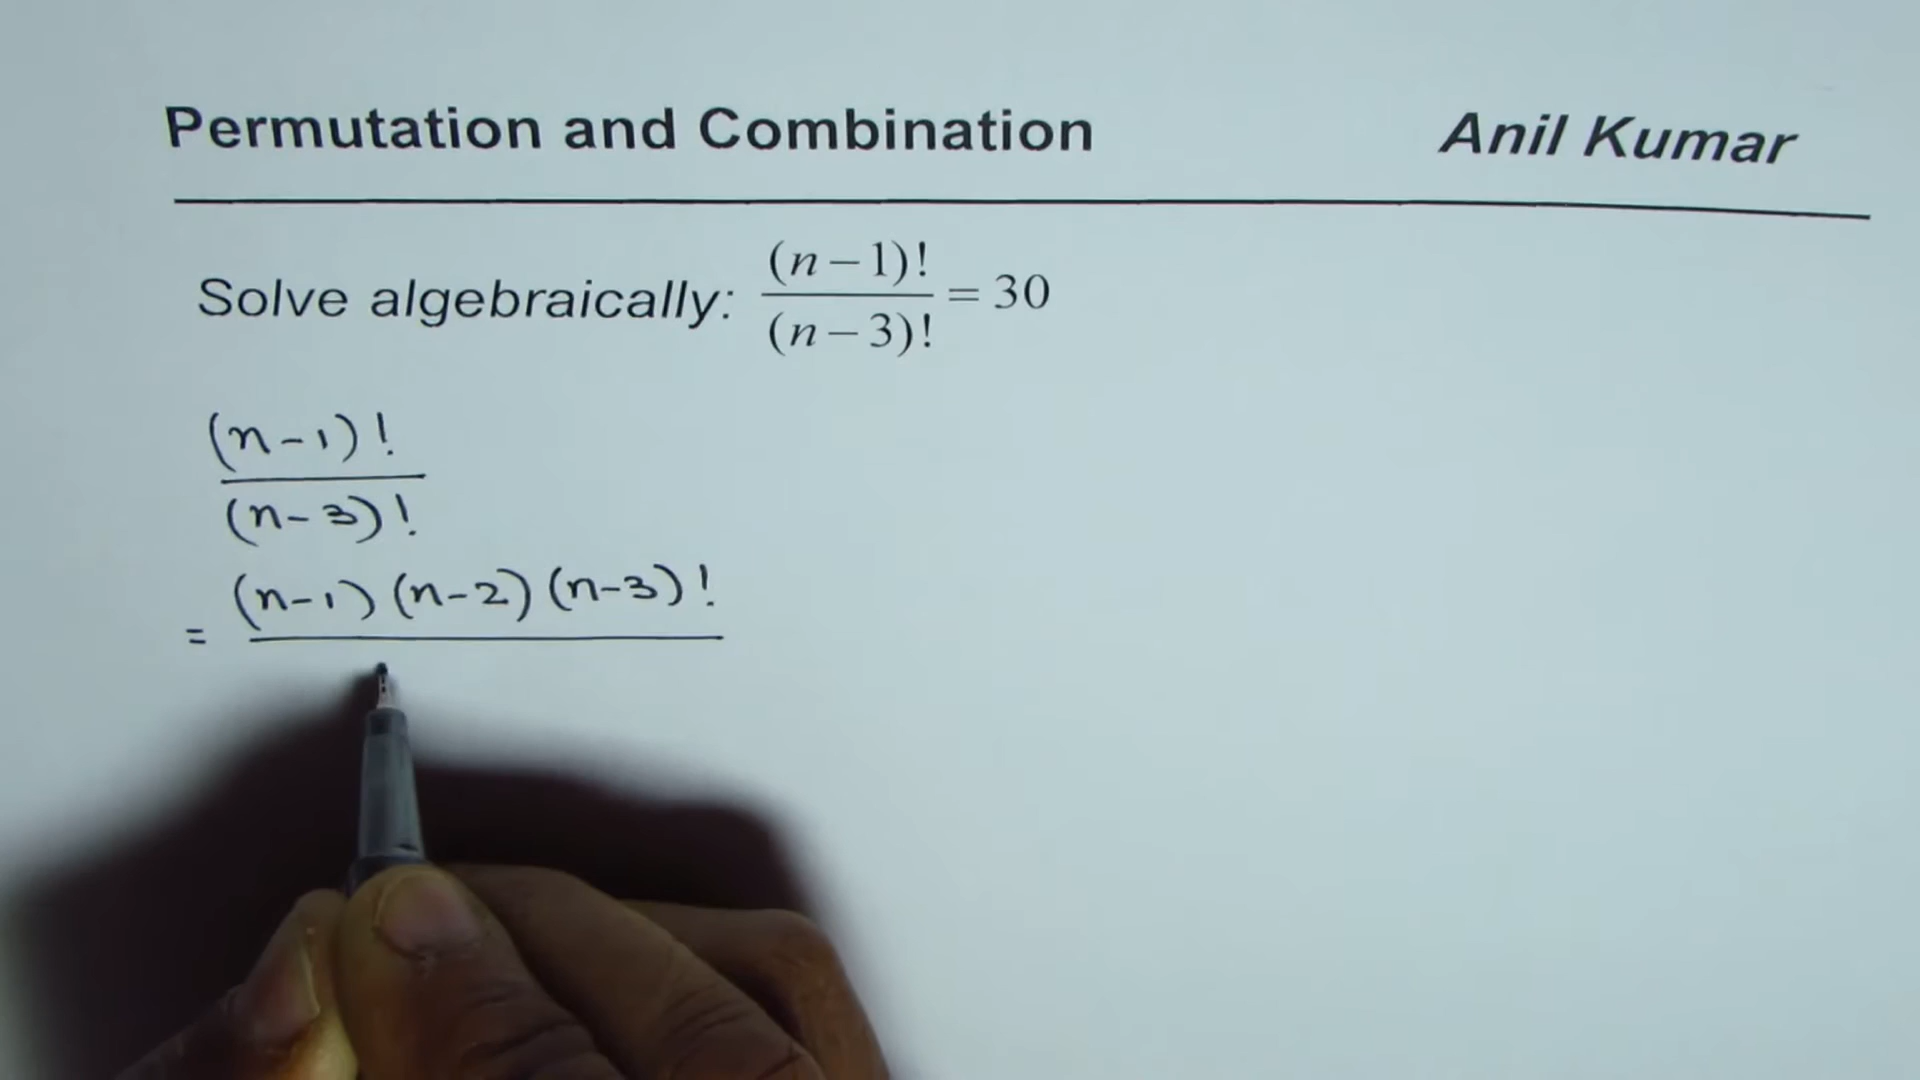 Permutation and Combination Anil Kumar
Solve algebraically: (n-1)!/(n-3)! = 30
(n-1)!
(n-3)!
= (n-1)(n-2)(n-3)!